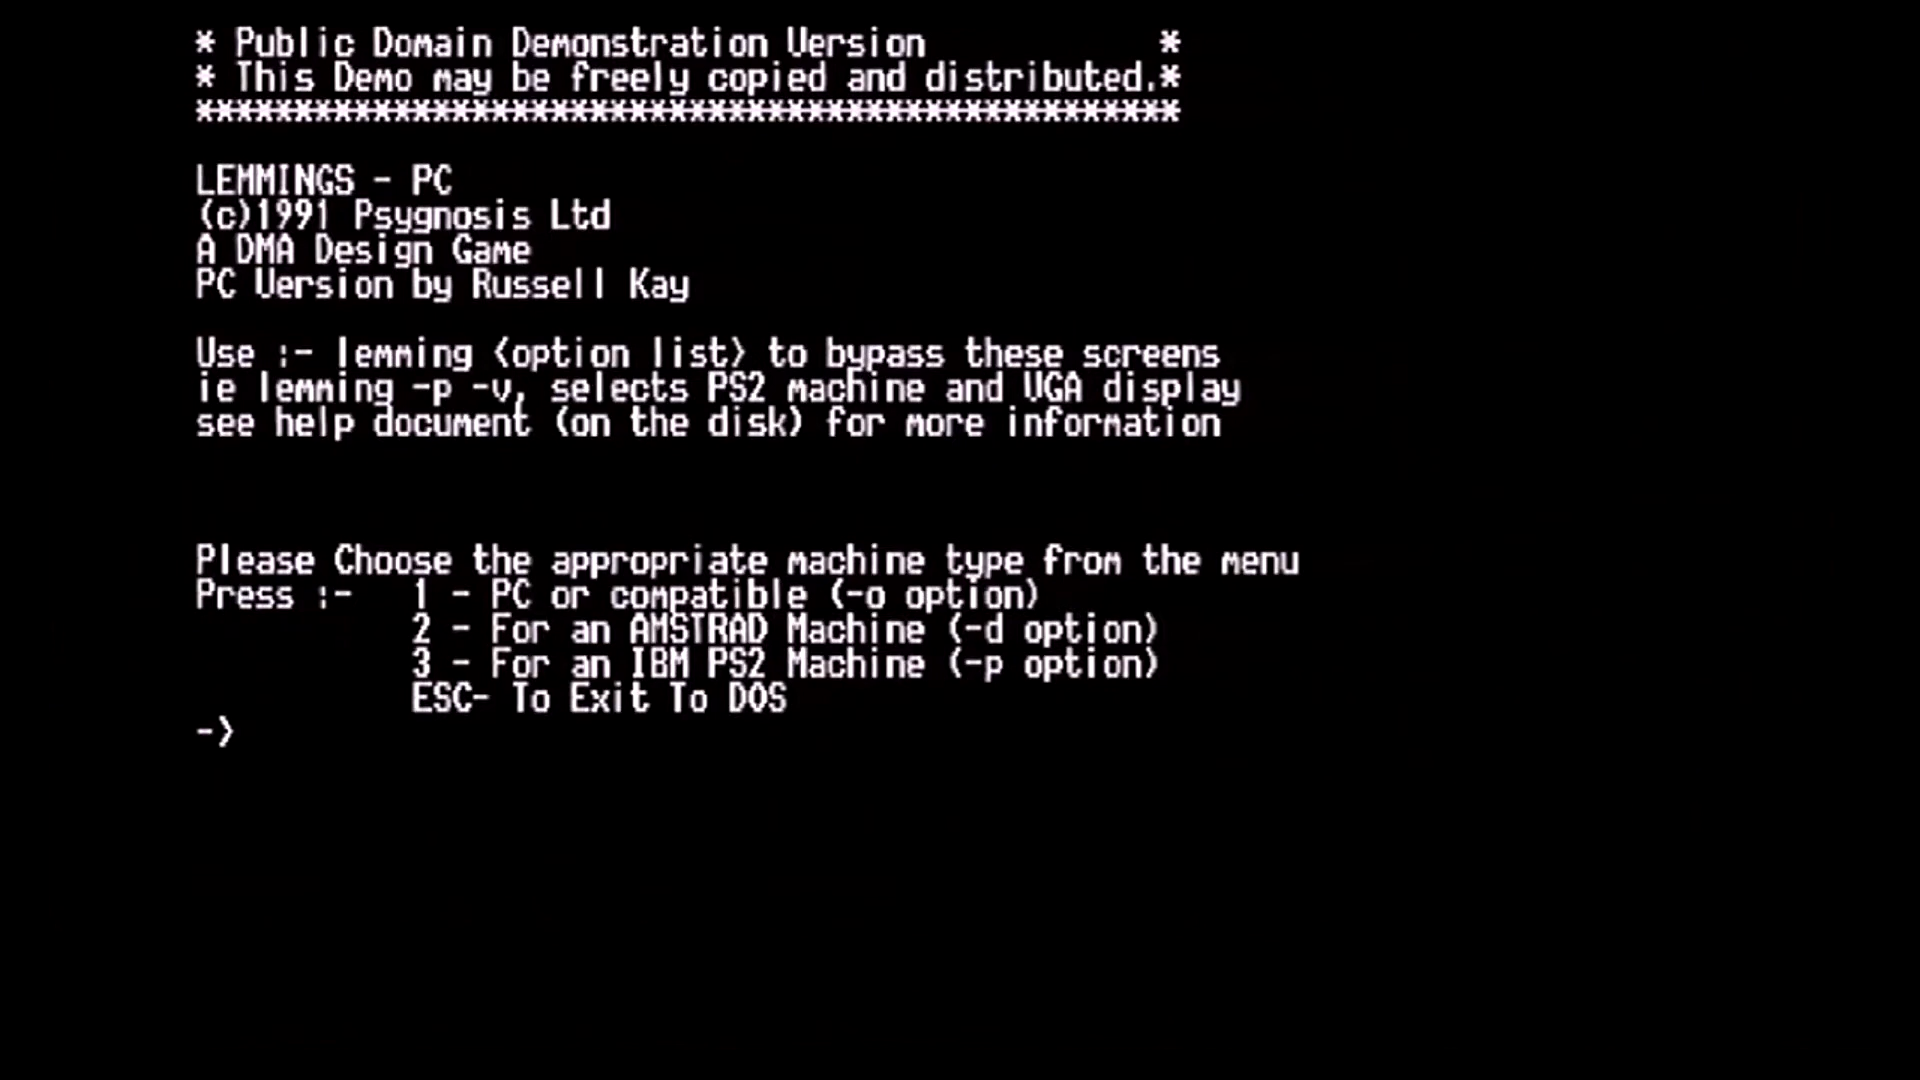 * Public Domain Demonstration Version            *
* This Demo may be freely copied and distributed.*
**************************************************
LEMMINGS - PC
(c)1991 Psygnosis Ltd
A DMA Design Game
PC Version by Russell Kay
Use :- lemming <option list> to bypass these screens
ie lemming -p -v, selects PS2 machine and VGA display
see help document (on the disk) for more information
Please Choose the appropriate machine type from the menu
Press :-   1 - PC or compatible (-o option)
           2 - For an AMSTRAD Machine (-d option)
           3 - For an IBM PS2 Machine (-p option)
           ESC- To Exit To DOS
->